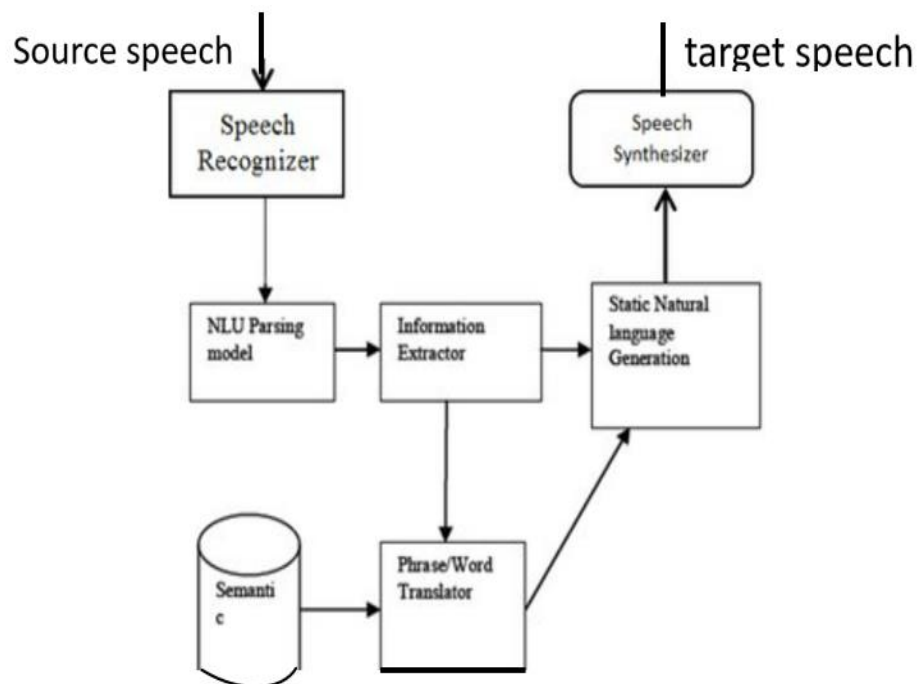 Source speech
target speech
Speech
Recognizer
Speech
Synthesizer
NLU Parsing
model
Information
Extractor
Static Natural
language
Generation
Semanti
c
Phrase/Word
Translator